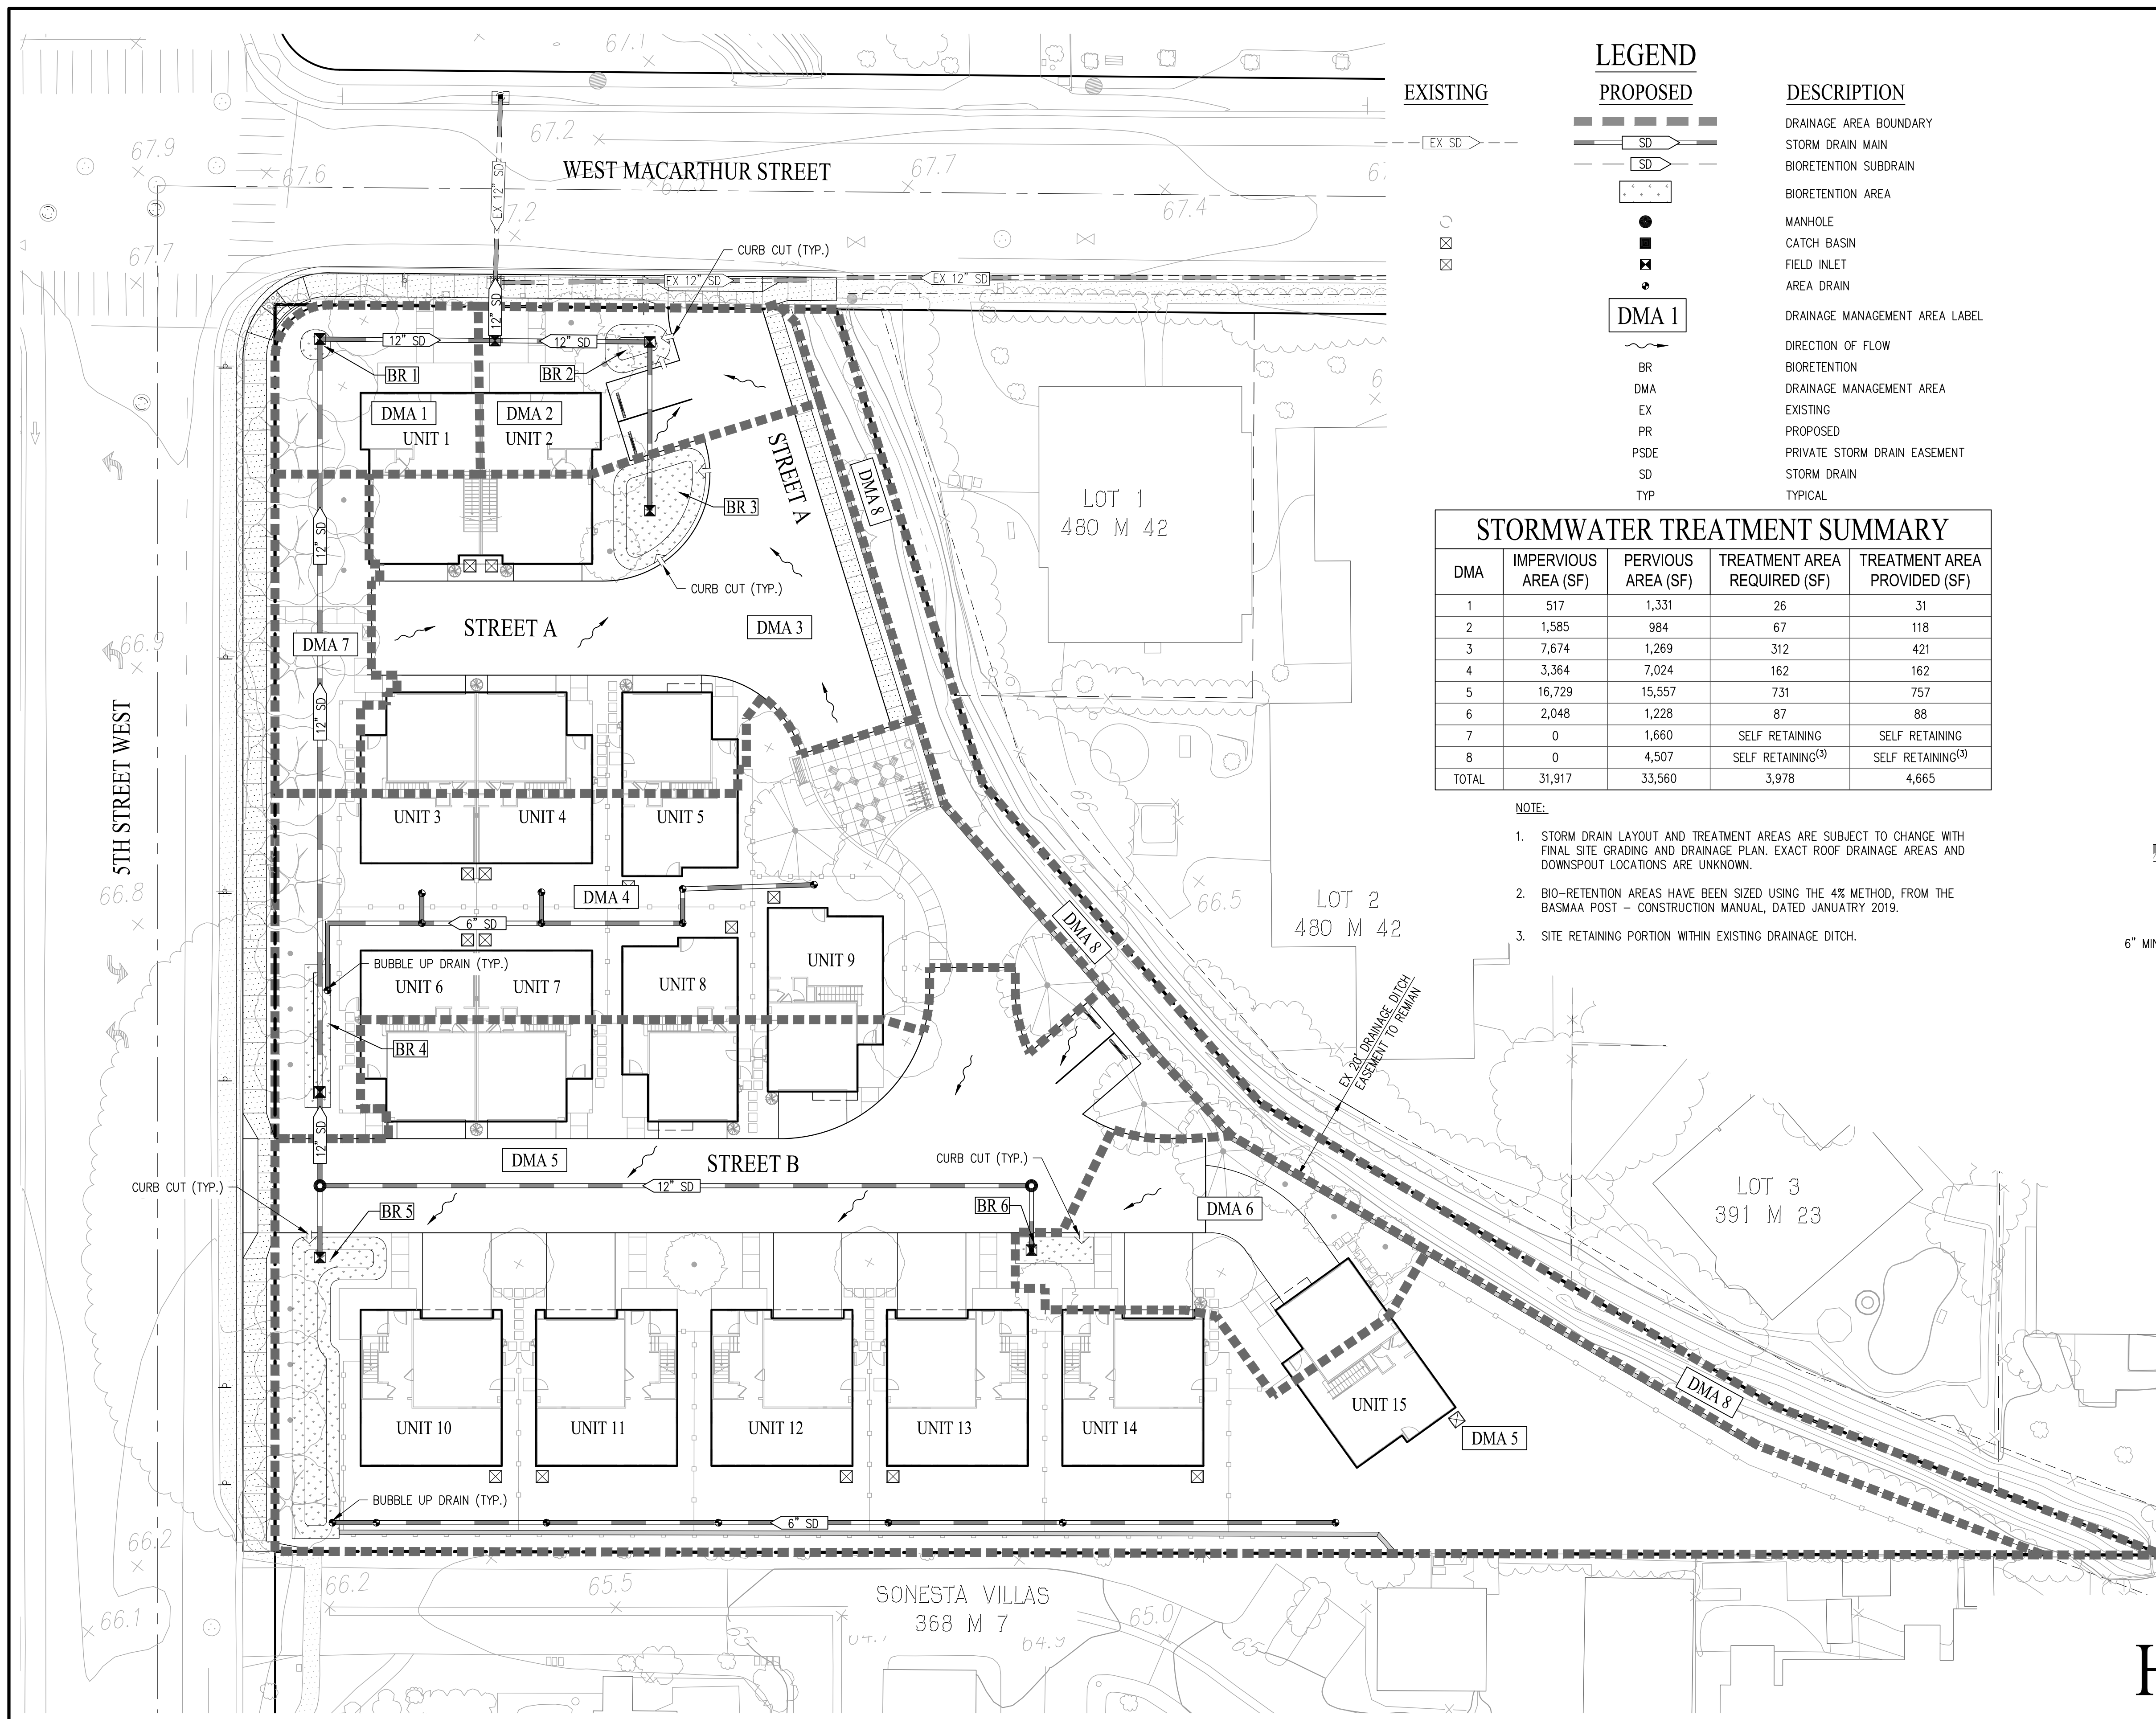 67.1
67.9
67.6
67.2
67.7
67.7
7.2
67.4
WEST MACARTHUR STREET
EX 12" SD
CURB CUT (TYP.)
EX 12" SD
EX 12" SD
12" SD
12" SD
12" SD
BR 1
BR 2
DMA 1
DMA 2
UNIT 1
UNIT 2
STREET A
DMA 8
BR 3
12" SD
CURB CUT (TYP.)
LOT 1
480 M 42
STREET A
DMA 3
DMA 7
66.9
12" SD
5TH STREET WEST
UNIT 3
UNIT 4
UNIT 5
66.8
DMA 4
6" SD
66.5
LOT 2
480 M 42
DMA 8
BUBBLE UP DRAIN (TYP.)
UNIT 6
UNIT 7
UNIT 8
UNIT 9
BR 4
EX 20' DRAINAGE DITCH
EASEMENT TO REMIAN
12" SD
DMA 5
STREET B
CURB CUT (TYP.)
CURB CUT (TYP.)
12" SD
BR 5
BR 6
DMA 6
LOT 3
391 M 23
UNIT 10
UNIT 11
UNIT 12
UNIT 13
UNIT 14
UNIT 15
DMA 8
DMA 5
BUBBLE UP DRAIN (TYP.)
6" SD
66.2
66.2
65.5
66.1
SONESTA VILLAS
368 M 7
65.0
64.9
LEGEND
EXISTING PROPOSED DESCRIPTION
DRAINAGE AREA BOUNDARY
EX SD SD STORM DRAIN MAIN
SD BIORETENTION SUBDRAIN
BIORETENTION AREA
MANHOLE
CATCH BASIN
FIELD INLET
AREA DRAIN
DMA 1 DRAINAGE MANAGEMENT AREA LABEL
DIRECTION OF FLOW
BR BIORETENTION
DMA DRAINAGE MANAGEMENT AREA
EX EXISTING
PR PROPOSED
PSDE PRIVATE STORM DRAIN EASEMENT
SD STORM DRAIN
TYP TYPICAL
STORMWATER TREATMENT SUMMARY
DMA IMPERVIOUS AREA (SF) PERVIOUS AREA (SF) TREATMENT AREA REQUIRED (SF) TREATMENT AREA PROVIDED (SF)
1 517 1,331 26 31
2 1,585 984 67 118
3 7,674 1,269 312 421
4 3,364 7,024 162 162
5 16,729 15,557 731 757
6 2,048 1,228 87 88
7 0 1,660 SELF RETAINING SELF RETAINING
8 0 4,507 SELF RETAINING(3) SELF RETAINING(3)
TOTAL 31,917 33,560 3,978 4,665
NOTE:
1. STORM DRAIN LAYOUT AND TREATMENT AREAS ARE SUBJECT TO CHANGE WITH
FINAL SITE GRADING AND DRAINAGE PLAN. EXACT ROOF DRAINAGE AREAS AND
DOWNSPOUT LOCATIONS ARE UNKNOWN.
2. BIO-RETENTION AREAS HAVE BEEN SIZED USING THE 4% METHOD, FROM THE
BASMAA POST - CONSTRUCTION MANUAL, DATED JANUATRY 2019.
3. SITE RETAINING PORTION WITHIN EXISTING DRAINAGE DITCH.
6" MIN
H